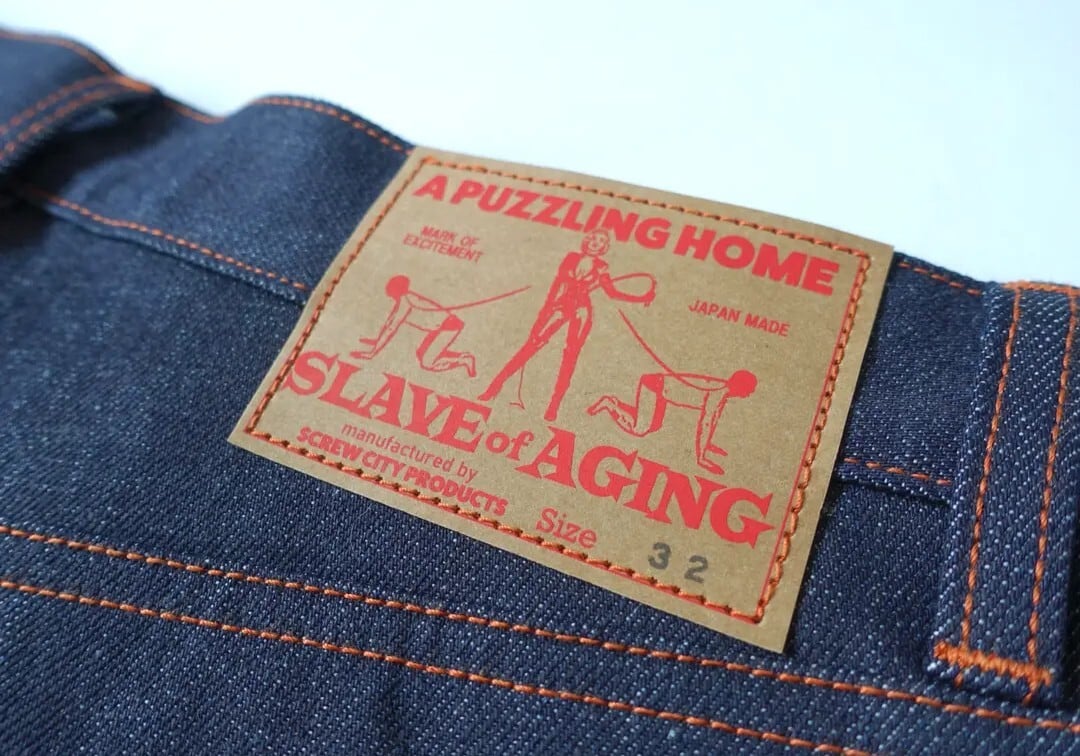 A PUZZLING HOME
MARK OF
EXCITEMENT
JAPAN MADE
SLAVE of AGING
manufactured by
SCREW CITY PRODUCTS
Size 32